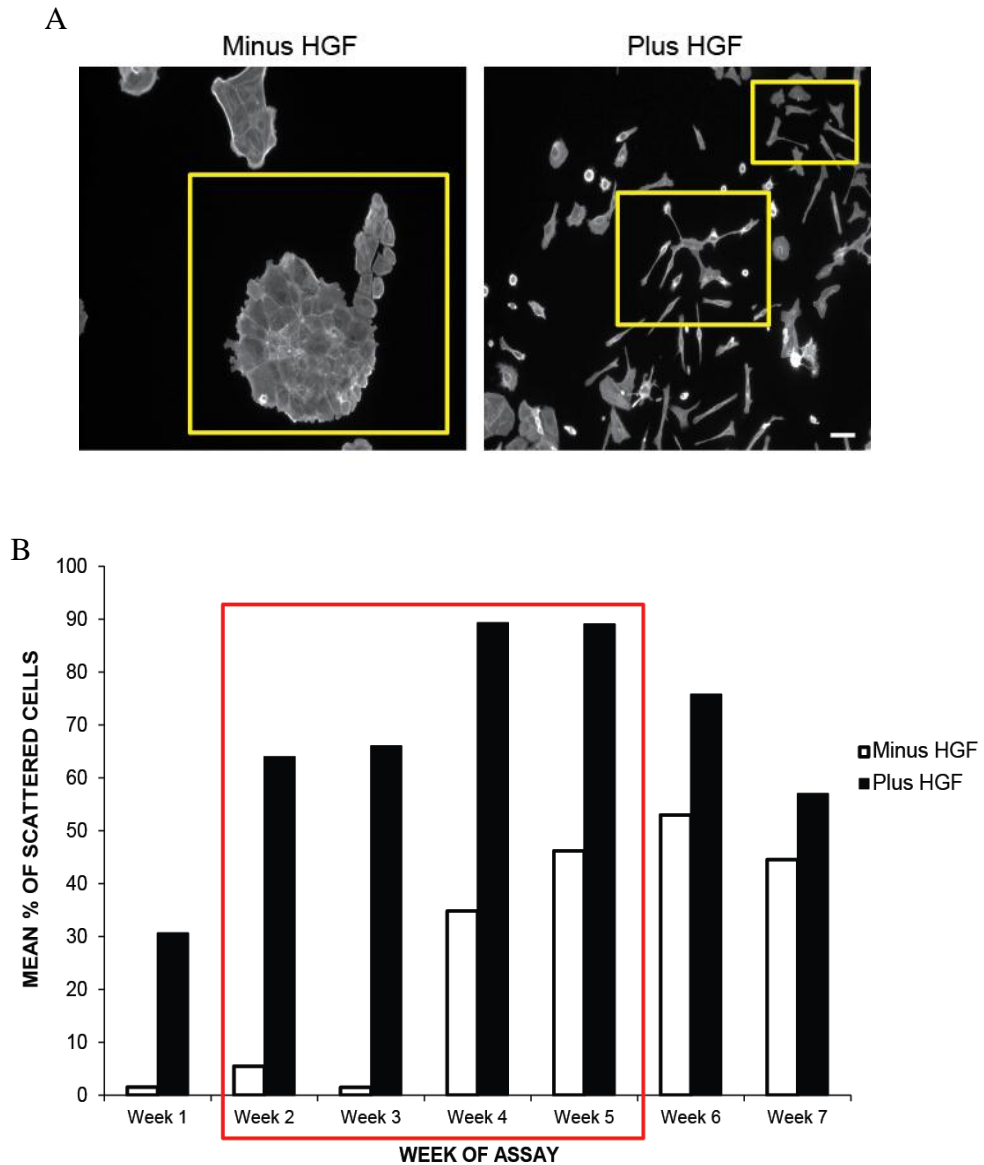 A
Minus HGF Plus HGF
B
MEAN % OF SCATTERED CELLS
100
90
80
70
60
50
40
30
20
10
0
Minus HGF
Plus HGF
Week 1 Week 2 Week 3 Week 4 Week 5 Week 6 Week 7
WEEK OF ASSAY